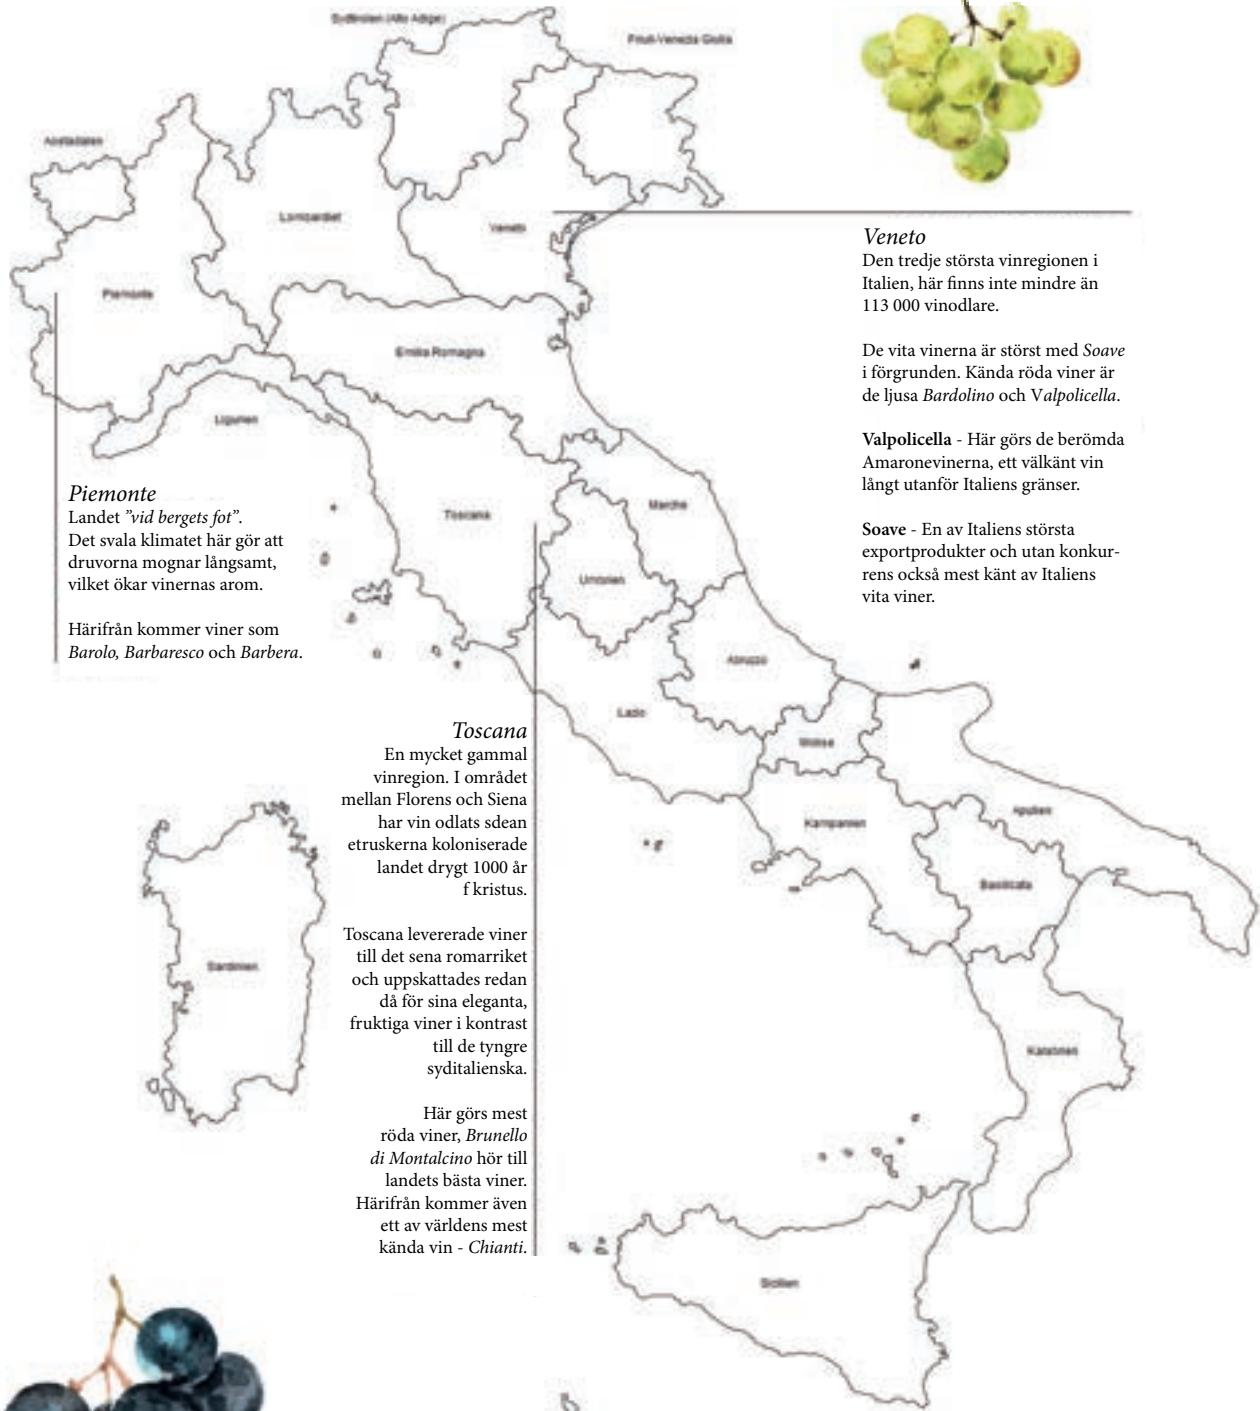 Sydtirolen (Alto Adige)
Friuli-Venezia Giulia
Aostadalen
Lombardiet
Veneto
Piemonte
Emilia Romagna
Ligurien
Toscana
Marche
Umbrien
Abruzzo
Lazio
Molise
Kampanien
Apulien
Basilicata
Sardinien
Kalabrien
Sicilien
Veneto
Den tredje största vinregionen i
Italien, här finns inte mindre än
113 000 vinodlare.
De vita vinerna är störst med Soave
i förgrunden. Kända röda viner är
de ljusa Bardolino och Valpolicella.
Valpolicella - Här görs de berömda
Amaronevinerna, ett välkänt vin
långt utanför Italiens gränser.
Soave - En av Italiens största
exportprodukter och utan konkur-
rens också mest känt av Italiens
vita viner.
Piemonte
Landet ”vid bergets fot”.
Det svala klimatet här gör att
druvorna mognar långsamt,
vilket ökar vinernas arom.
Härifrån kommer viner som
Barolo, Barbaresco och Barbera.
Toscana
En mycket gammal
vinregion. I området
mellan Florens och Siena
har vin odlats sdean
etruskerna koloniserade
landet drygt 1000 år
f kristus.
Toscana levererade viner
till det sena romarriket
och uppskattades redan
då för sina eleganta,
fruktiga viner i kontrast
till de tyngre
syditalienska.
Här görs mest
röda viner, Brunello
di Montalcino hör till
landets bästa viner.
Härifrån kommer även
ett av världens mest
kända vin - Chianti.